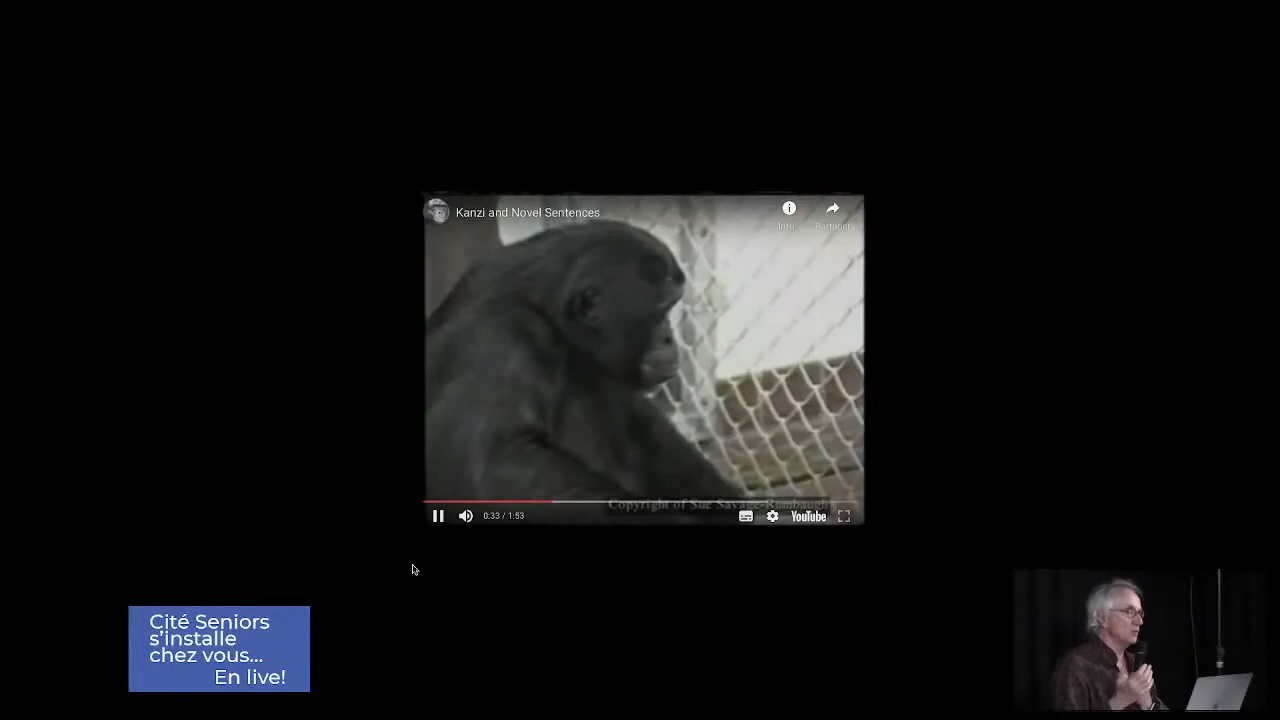 Kanzi and Novel Sentences
Info
Partager
Copyright of Sue Savage-Rumbaugh
0:33 / 1:53
YouTube
Cité Seniors
s'installe
chez vous...
En live!